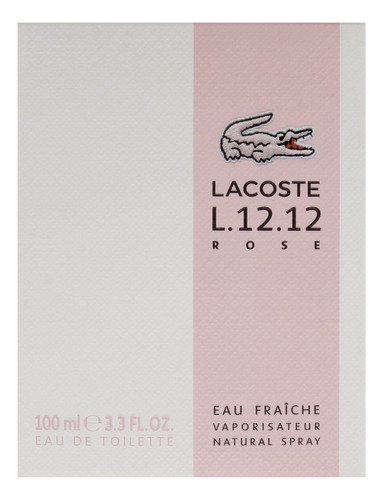 LACOSTE
L.12.12
ROSE
100 ml ℮ 3.3 FL.OZ.
EAU DE TOILETTE
EAU FRAÎCHE
VAPORISATEUR
NATURAL SPRAY